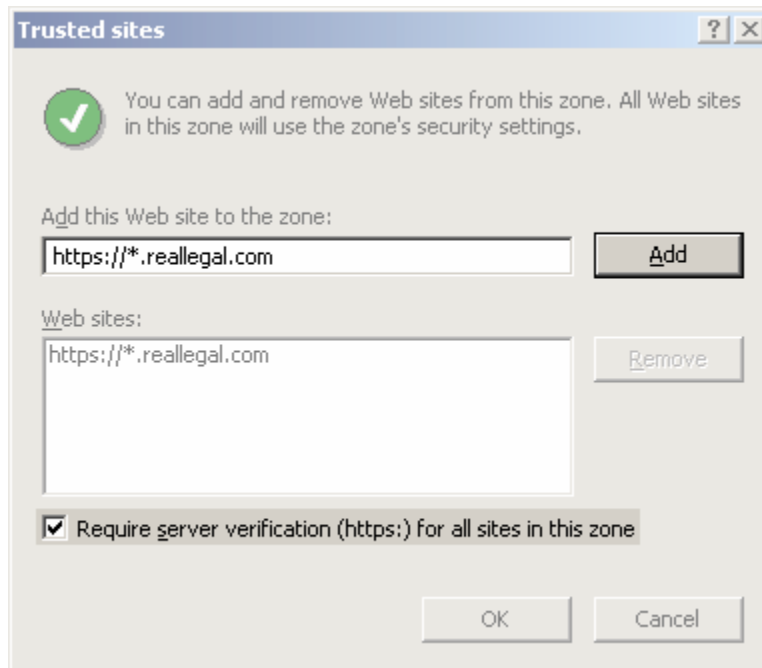 Trusted sites
You can add and remove Web sites from this zone. All Web sites
in this zone will use the zone's security settings.
Add this Web site to the zone:
https://*.reallegal.com
Add
Web sites:
https://*.reallegal.com
Remove
Require server verification (https:) for all sites in this zone
OK
Cancel